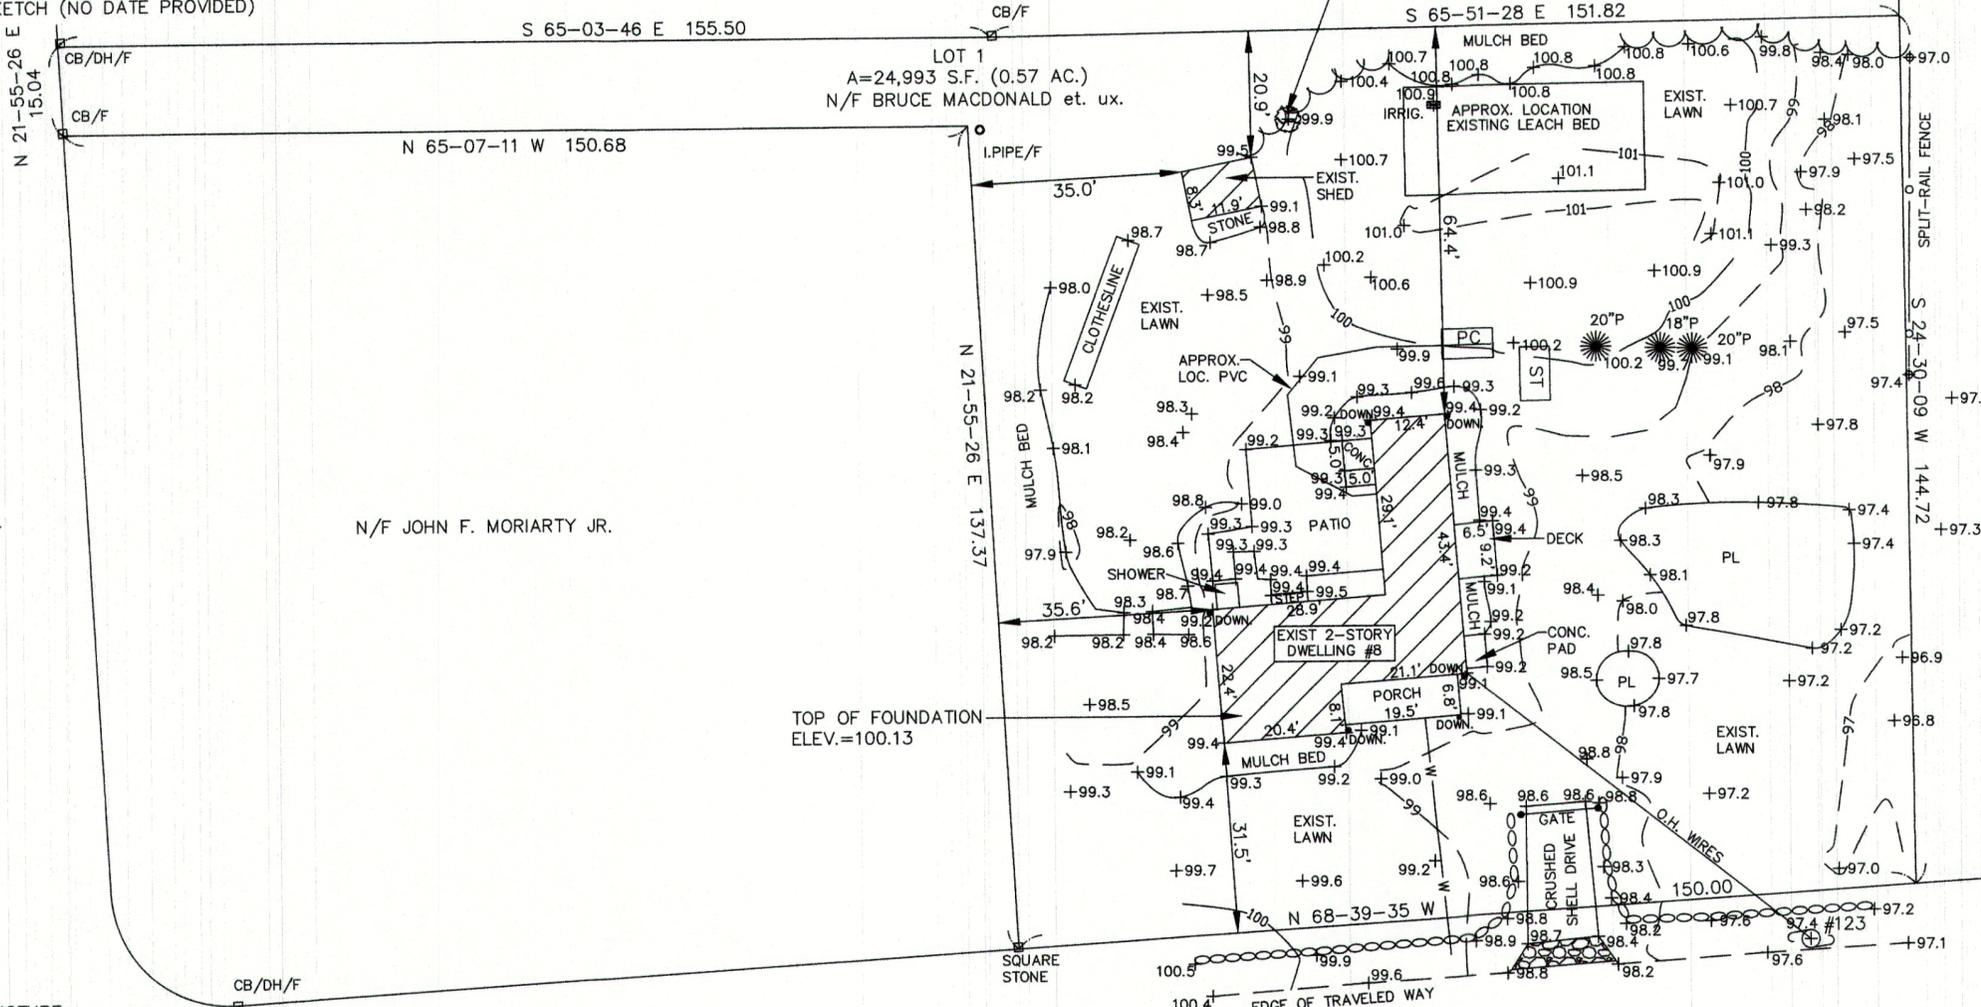 ETCH (NO DATE PROVIDED)
N 21-55-26 E
15.04
CB/DH/F
S 65-03-46 E 155.50
CB/F
S 65-51-28 E 151.82
LOT 1
A=24,993 S.F. (0.57 AC.)
N/F BRUCE MACDONALD et. ux.
CB/F
N 65-07-11 W 150.68
I.PIPE/F
20.9'
MULCH BED
100.7
100.4
100.8
100.8
100.8
100.8
100.8
100.8
100.6
99.8
98.4
98.0
97.0
100.9
IRRIG.
99.9
APPROX. LOCATION
EXISTING LEACH BED
EXIST.
LAWN
100.7
99
98
98.1
99.5
100.7
101
101.1
100
97.5
97.9
101.0
98.2
SPLIT-RAIL FENCE
35.0'
EXIST.
SHED
8.3'
11.9'
STONE
99.1
98.8
98.7
98.7
101
101.0
101.1
99.3
64.4'
CLOTHESLINE
98.0
98.5
98.9
100.2
100.6
100.9
100.9
EXIST.
LAWN
99
100
100
PC
20"P
18"P
20"P
97.5
98.1
99.9
100.2
100.2
99.7
99.1
ST
97.4
S 24-30-09 W 144.72
APPROX.
LOC. PVC
99.1
98.2
98.2
98.3
98.4
98.1
MULCH BED
N 21-55-26 E 137.37
99.3
99.6
99.3
99.2
DOWN.
99.4
12.4'
99.4
99.2
DOWN.
98
97.8
97.
99.2
99.3
99.3
CONC.
5.0'
5.0'
99.3
99.4
29.1'
MULCH
99.3
98.5
97.9
99
N/F JOHN F. MORIARTY JR.
98.8
99.0
99.3
99.3
PATIO
98
97.9
98.2
98.6
99.3
99.3
43.4'
99.4
99.4
6.5'
9.2'
DECK
98.3
97.8
97.4
98.3
PL
97.4
97.3
98.1
SHOWER
99.4
99.4
99.4
99.4
99.4
99.5
STEP
98.7
28.9'
99.2
99.1
MULCH
98.4
98.0
97.8
97.2
97.2
35.6'
98.3
98.4
99.2
DOWN.
98.2
98.2
98.4
98.6
EXIST 2-STORY
DWELLING #8
99.2
99.2
CONC.
PAD
99.2
97.8
98.5
PL
97.7
97.8
97.2
96.9
22.4'
21.1'
DOWN.
99.1
PORCH
19.5'
6.8'
8.1'
99.1
DOWN.
98.5
TOP OF FOUNDATION
ELEV.=100.13
99
20.4'
99.4
99.4
99.1
DOWN.
MULCH BED
98
EXIST.
LAWN
97
96.8
99.1
99.3
99.4
99.3
99.2
99.0
99
W
98.8
97.9
97.2
98.6
98.6
98.6
98.8
GATE
O.H. WIRES
EXIST.
LAWN
31.5'
99.7
99.6
99.2
W
98.6
CRUSHED
SHELL DRIVE
98.3
98.4
97.0
150.00
100
N 68-39-35 W
98.8
98.9
98.7
98.4
98.2
97.6
97.4
#123
97.2
97.1
SQUARE
STONE
100.5
99.9
99.6
98.8
98.2
97.6
CB/DH/F
100.4
EDGE OF TRAVELED WAY